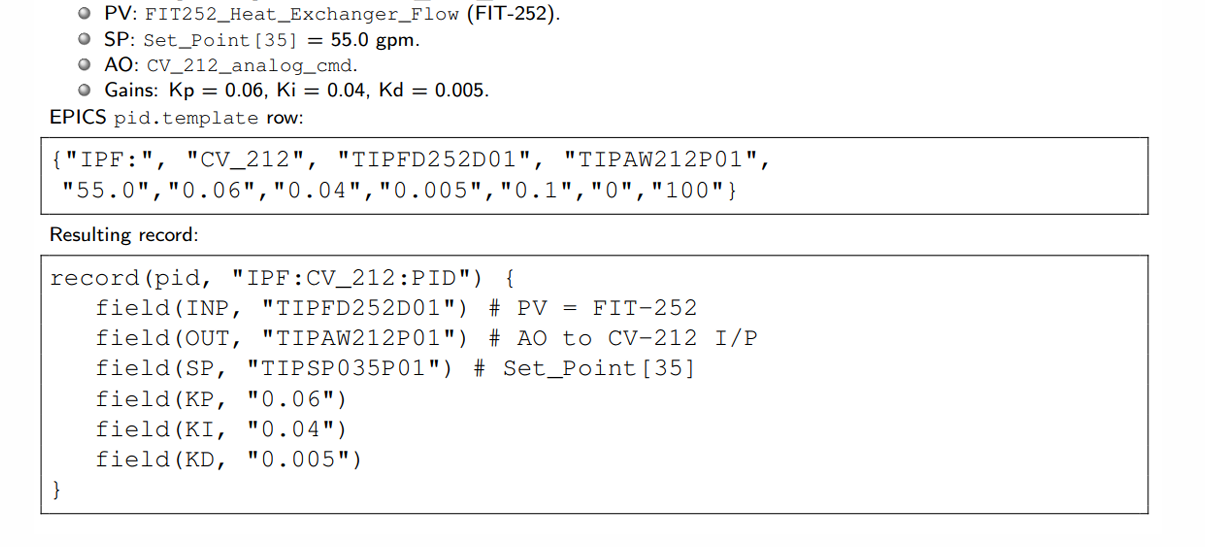 PV: FIT252_Heat_Exchanger_Flow (FIT-252).
SP: Set_Point[35] = 55.0 gpm.
AO: CV_212_analog_cmd.
Gains: Kp = 0.06, Ki = 0.04, Kd = 0.005.
EPICS pid.template row:
{"IPF:", "CV_212", "TIPFD252D01", "TIPAW212P01",
"55.0","0.06","0.04","0.005","0.1","0","100"}
Resulting record:
record(pid, "IPF:CV_212:PID") {
field(INP, "TIPFD252D01") # PV = FIT-252
field(OUT, "TIPAW212P01") # AO to CV-212 I/P
field(SP, "TIPSP035P01") # Set_Point[35]
field(KP, "0.06")
field(KI, "0.04")
field(KD, "0.005")
}